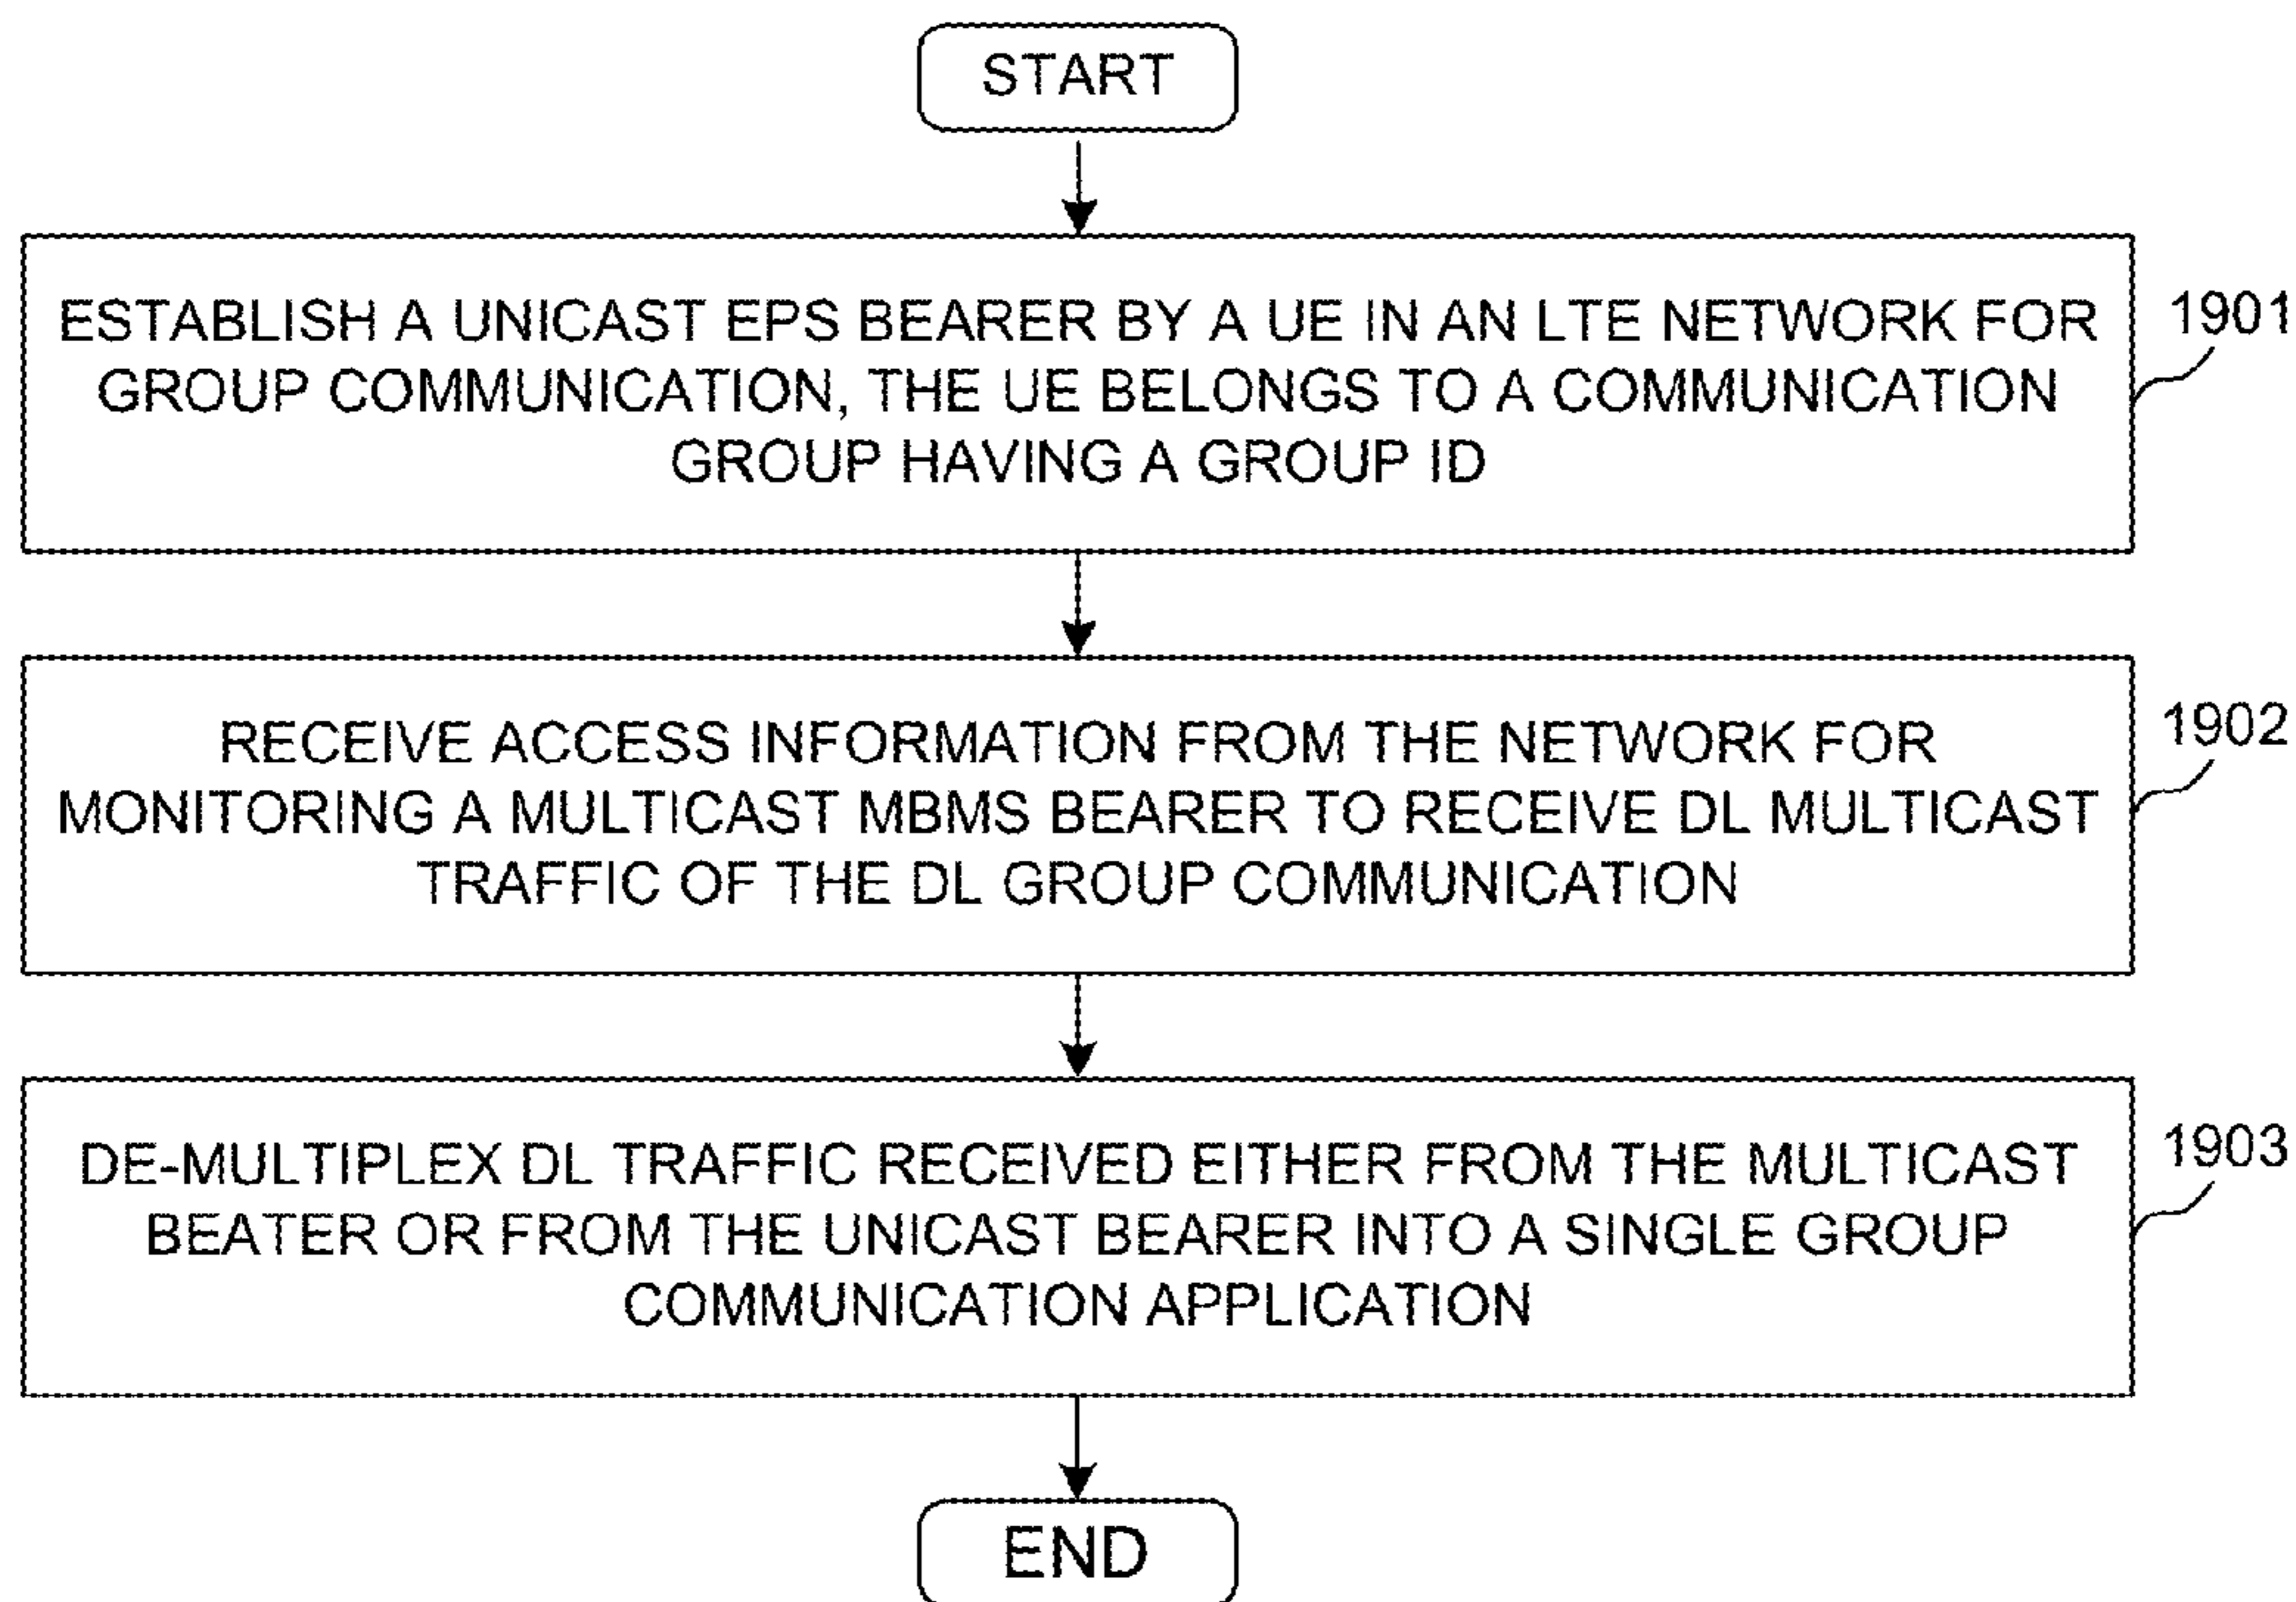 START
ESTABLISH A UNICAST EPS BEARER BY A UE IN AN LTE NETWORK FOR
GROUP COMMUNICATION, THE UE BELONGS TO A COMMUNICATION
GROUP HAVING A GROUP ID
1901
RECEIVE ACCESS INFORMATION FROM THE NETWORK FOR
MONITORING A MULTICAST MBMS BEARER TO RECEIVE DL MULTICAST
TRAFFIC OF THE DL GROUP COMMUNICATION
1902
DE-MULTIPLEX DL TRAFFIC RECEIVED EITHER FROM THE MULTICAST
BEATER OR FROM THE UNICAST BEARER INTO A SINGLE GROUP
COMMUNICATION APPLICATION
1903
END